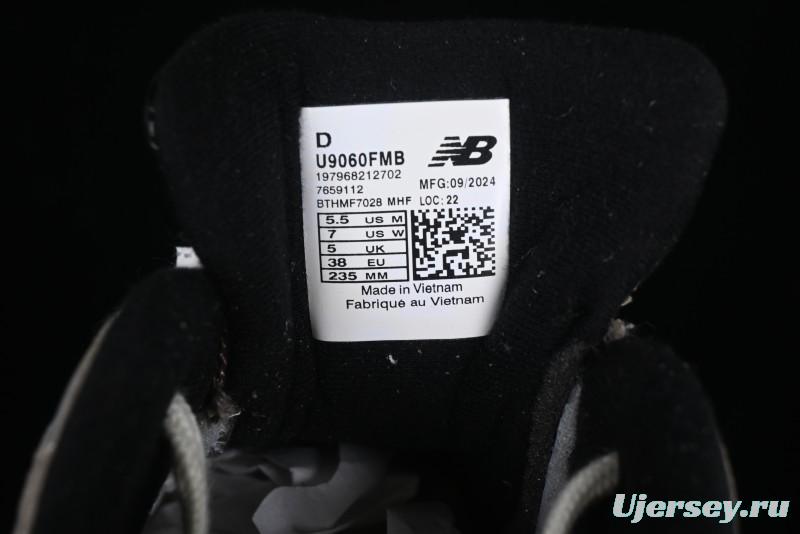 D
U9060FMB
NB
197968212702
7659112
MFG:09/2024
BTHMF7028 MHF LOC: 22
5.5 US M
7 US W
5 UK
38 EU
235 MM
Made in Vietnam
Fabriqué au Vietnam
Ujersey.ru